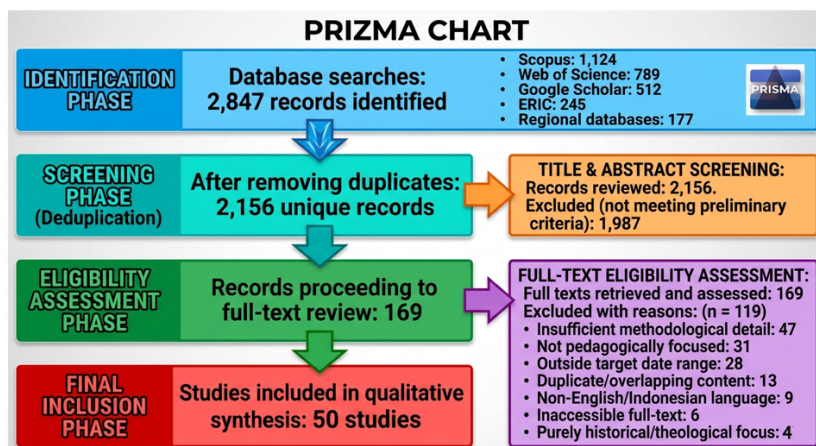 PRIZMA CHART
IDENTIFICATION
PHASE
Database searches:
2,847 records identified
• Scopus: 1,124
• Web of Science: 789
• Google Scholar: 512
• ERIC: 245
• Regional databases: 177
PRISMA
SCREENING
PHASE
(Deduplication)
After removing duplicates:
2,156 unique records
TITLE & ABSTRACT SCREENING:
Records reviewed: 2,156.
Excluded (not meeting preliminary
criteria): 1,987
ELIGIBILITY
ASSESSMENT
PHASE
Records proceeding to
full-text review: 169
FULL-TEXT ELIGIBILITY ASSESSMENT:
Full texts retrieved and assessed: 169
Excluded with reasons: (n = 119)
• Insufficient methodological detail: 47
• Not pedagogically focused: 31
• Outside target date range: 28
• Duplicate/overlapping content: 13
• Non-English/Indonesian language: 9
• Inaccessible full-text: 6
• Purely historical/theological focus: 4
FINAL
INCLUSION
PHASE
Studies included in qualitative
synthesis: 50 studies